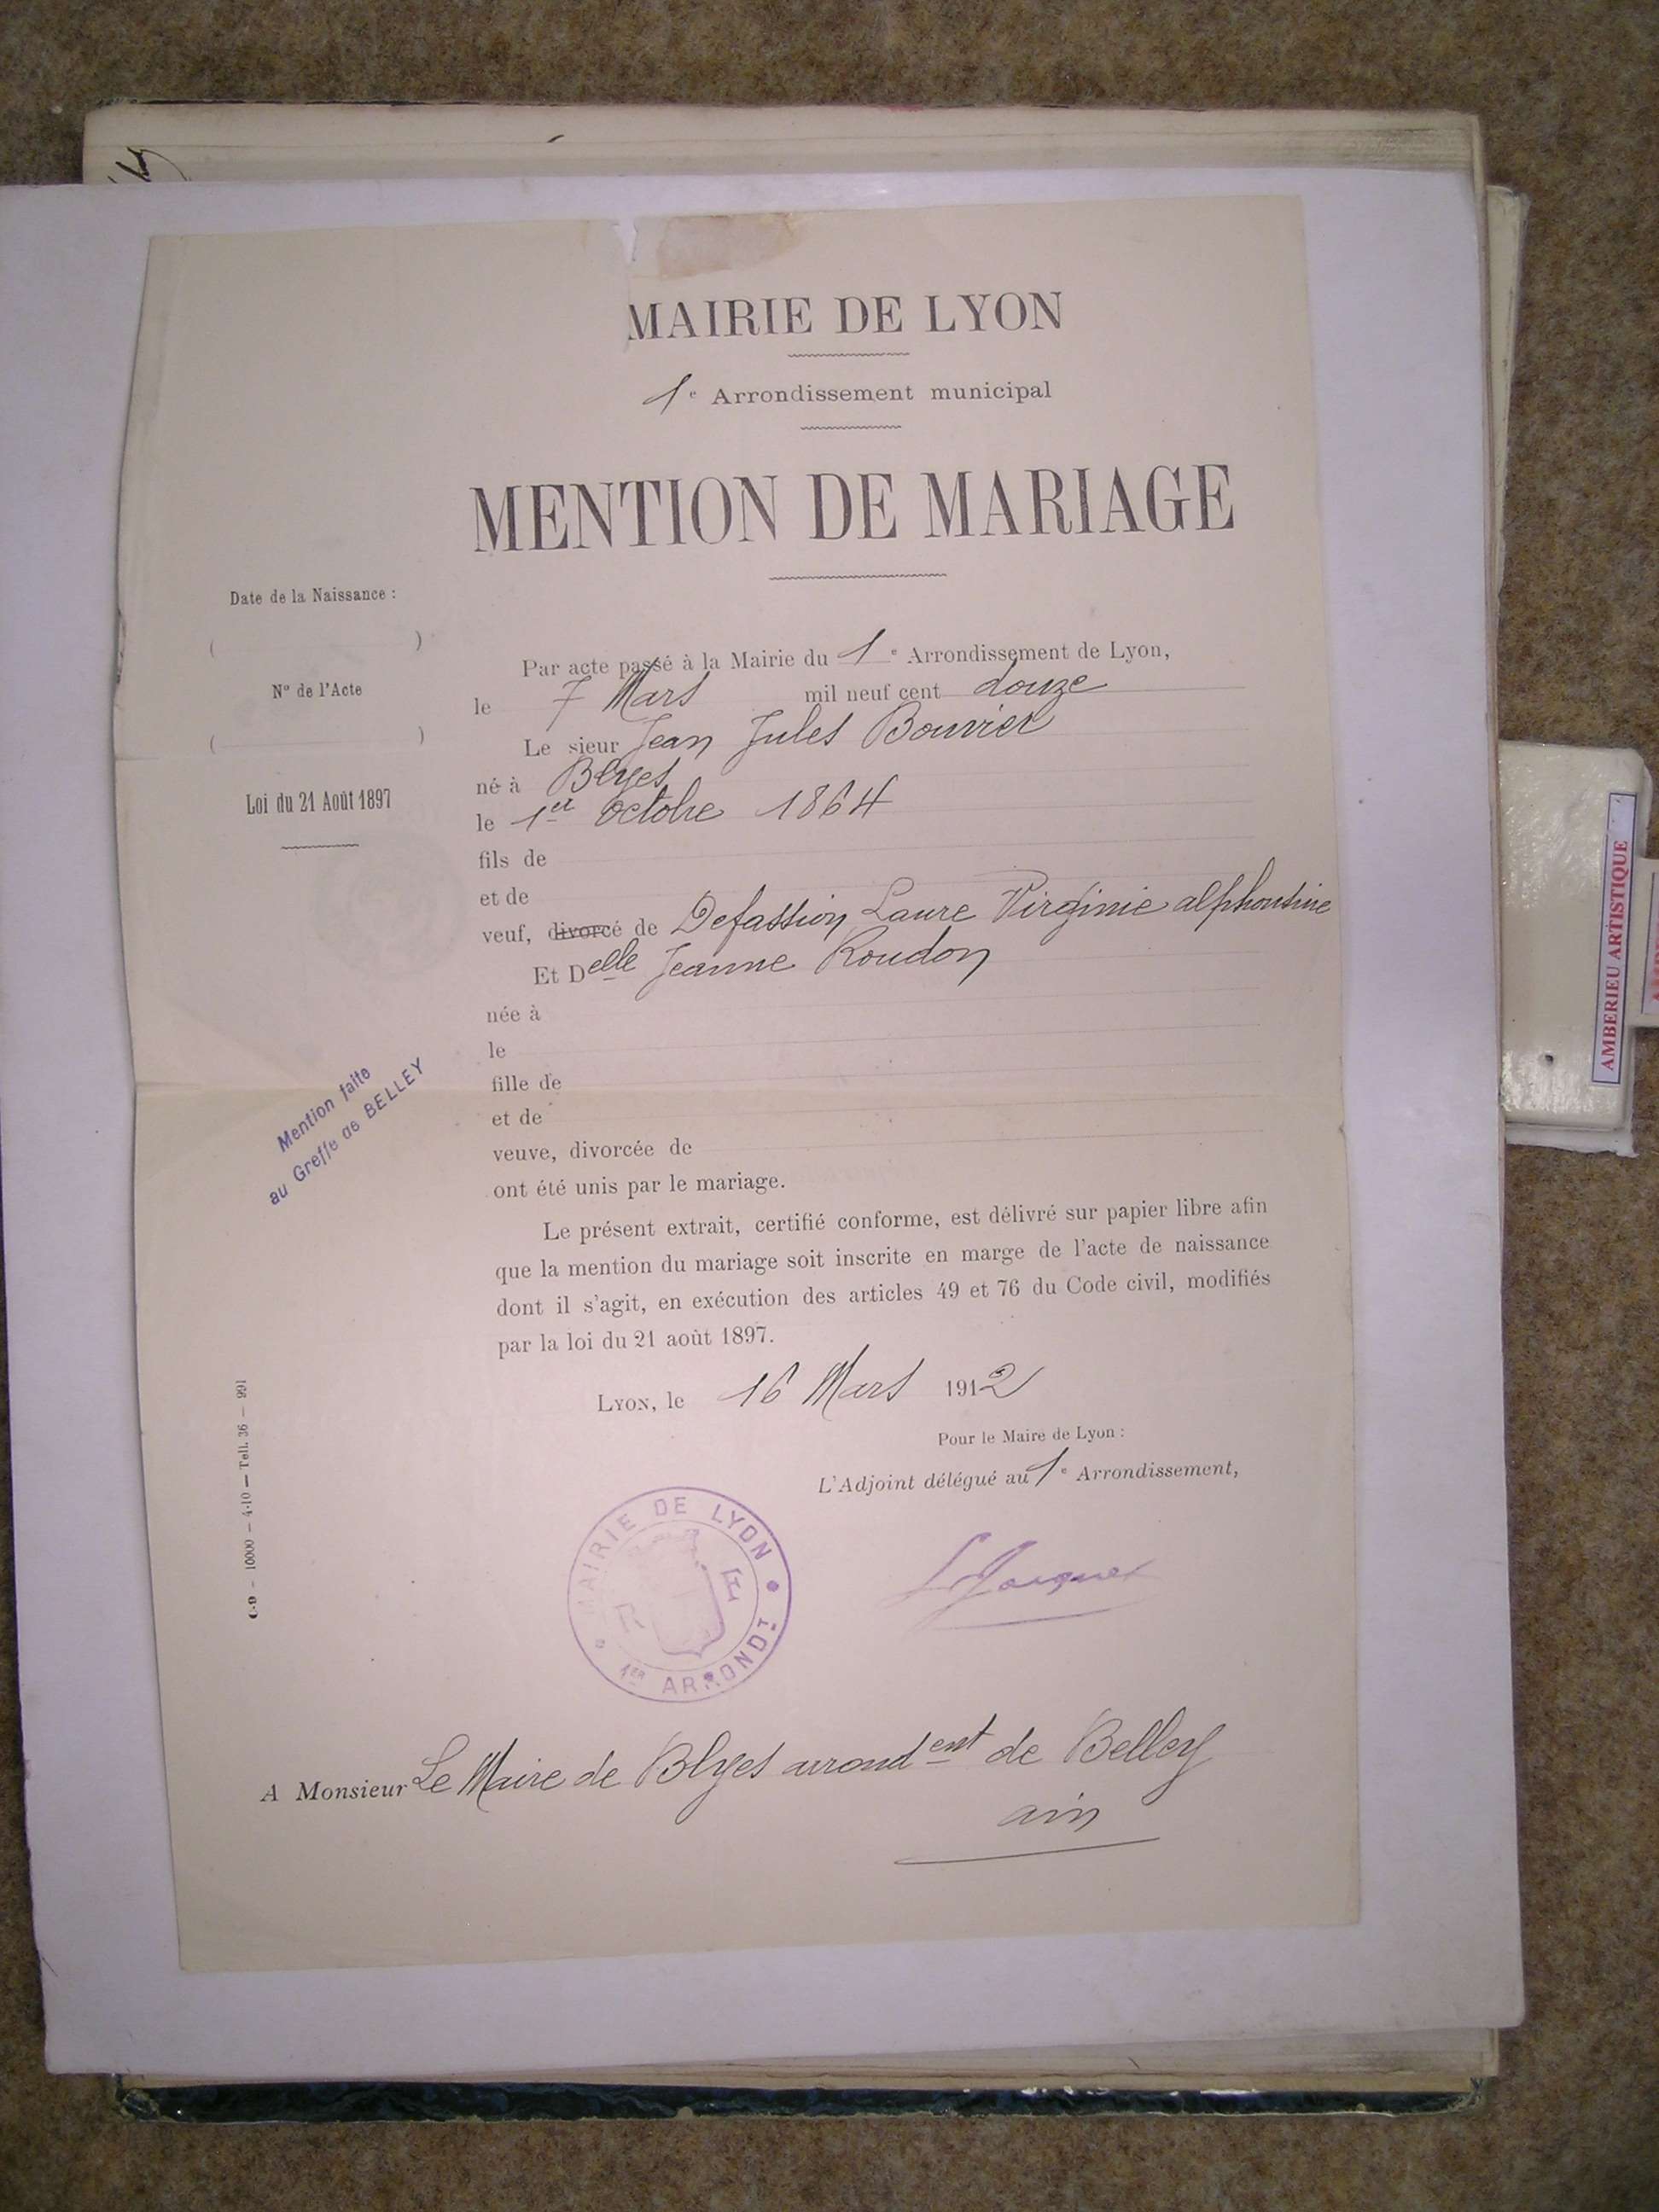 MAIRIE DE LYON
1e Arrondissement municipal
MENTION DE MARIAGE
Date de la Naissance :
( )
N° de l'Acte
( )
Loi du 21 Août 1897
Par acte passé à la Mairie du 1e Arrondissement de Lyon,
le 7 Mars mil neuf cent douze
Le sieur Jean Jules Bouvier
né à Blyes
le 1er Octobre 1864
fils de
et de
veuf, divorcé de Defassion Laure Virginie alphonsine
Et Delle Jeanne Roudon
née à
le
fille de
et de
veuve, divorcée de
ont été unis par le mariage.
Mention faite
au Greffe de BELLEY
Le présent extrait, certifié conforme, est délivré sur papier libre afin
que la mention du mariage soit inscrite en marge de l'acte de naissance
dont il s'agit, en exécution des articles 49 et 76 du Code civil, modifiés
par la loi du 21 août 1897.
Lyon, le 16 Mars 1912
Pour le Maire de Lyon :
L'Adjoint délégué au 1e Arrondissement,
C-9 - 10000 - 4-10 - Tell. 36 - 991
MAIRIE DE LYON
R E
1ER ARRONDT
A Monsieur Le Maire de Blyes arrondent de Belley
ain
AMBERIEU ARTISTIQUE